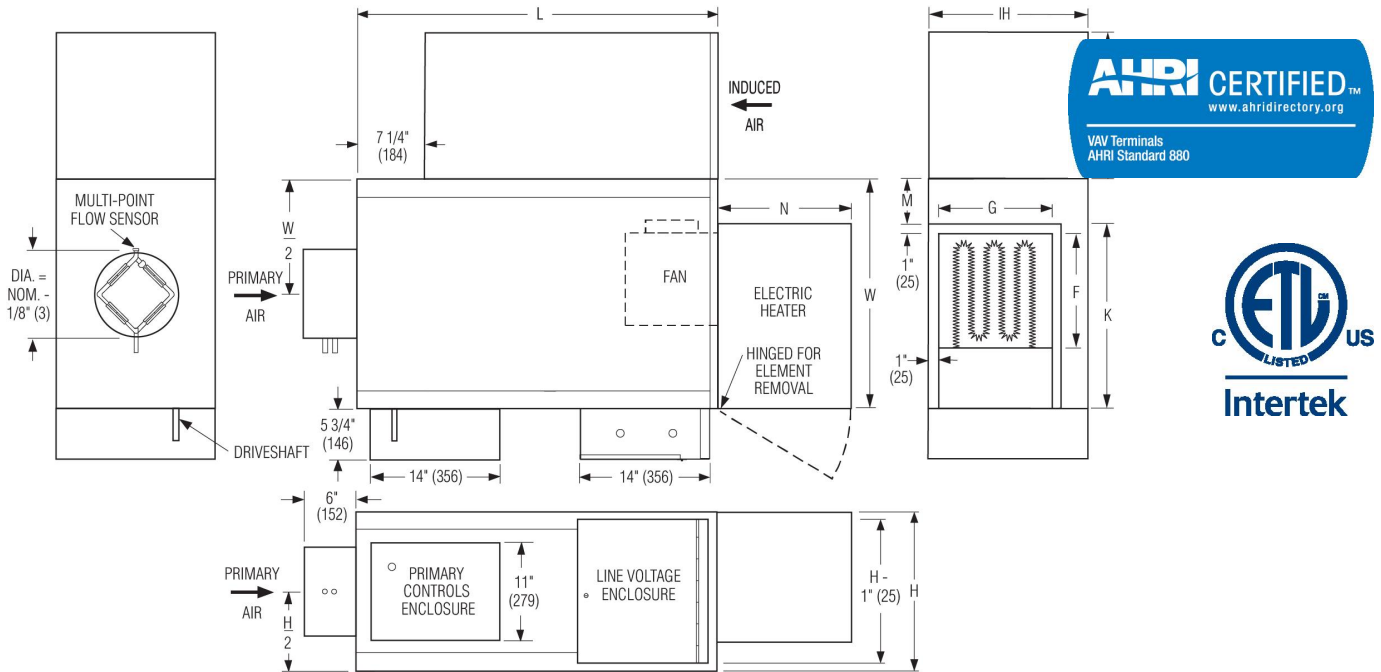 L
IH
INDUCED
AIR
7 1/4"
(184)
AHRI CERTIFIED™
www.ahridirectory.org
VAV Terminals
AHRI Standard 880
MULTI-POINT
FLOW SENSOR
W
2
DIA. =
NOM. -
1/8" (3)
PRIMARY
AIR
FAN
N
ELECTRIC
HEATER
HINGED FOR
ELEMENT
REMOVAL
W
M
G
1"
(25)
F
K
1"
(25)
C
ETL
CM
LISTED
US
Intertek
DRIVESHAFT
5 3/4"
(146)
14" (356)
14" (356)
6"
(152)
PRIMARY
AIR
H
2
PRIMARY
CONTROLS
ENCLOSURE
11"
(279)
LINE VOLTAGE
ENCLOSURE
H -
1" (25)
H